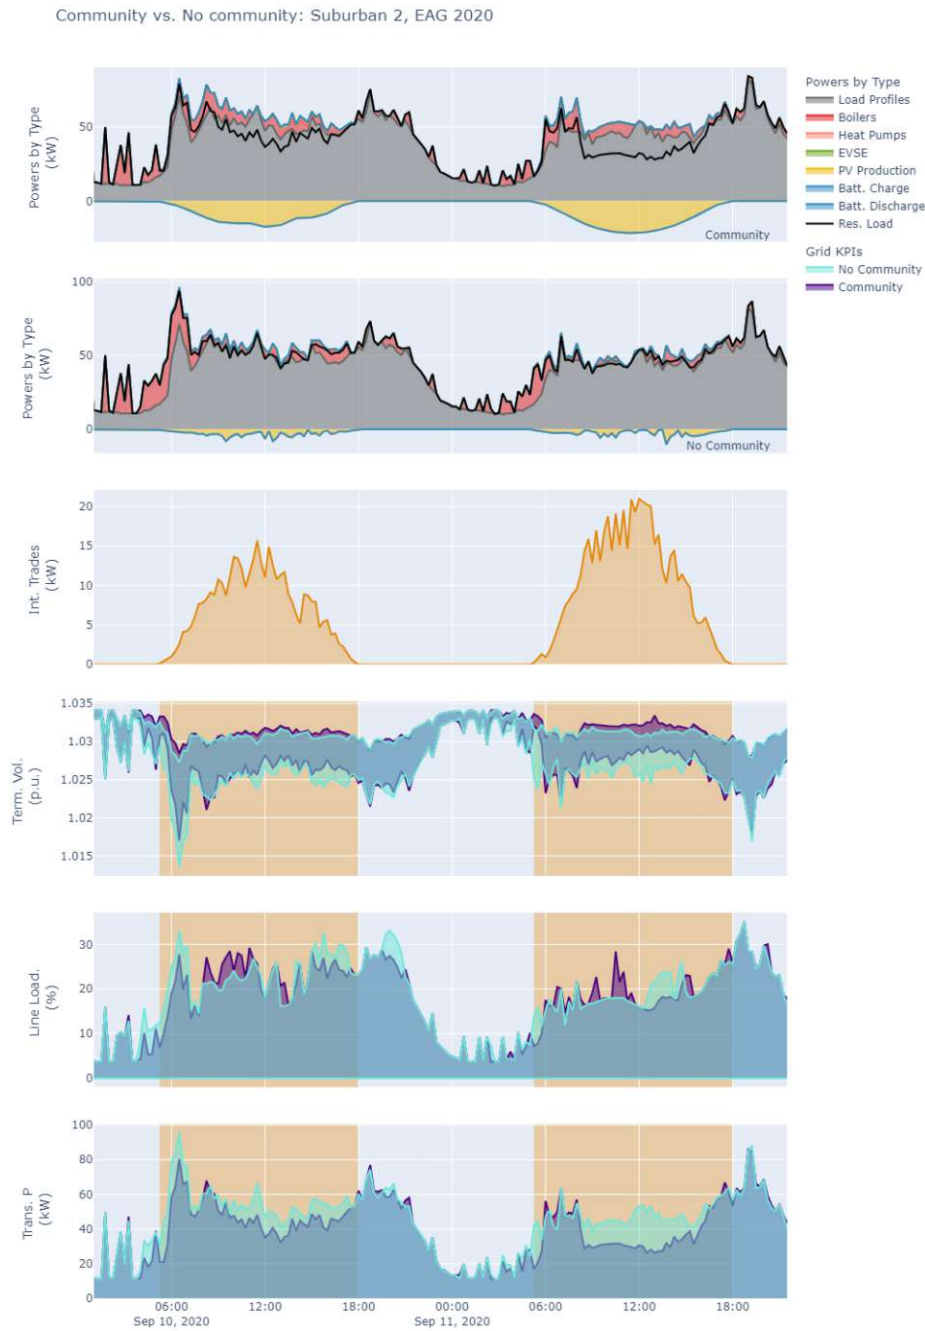 Community vs. No community: Suburban 2, EAG 2020
Powers by Type
(kW)
50
0
Community
Powers by Type
Load Profiles
Boilers
Heat Pumps
EVSE
PV Production
Batt. Charge
Batt. Discharge
Res. Load
Grid KPIs
No Community
Community
Powers by Type
(kW)
100
50
0
No Community
Int. Trades
(kW)
20
15
10
5
0
Term. Vol.
(p.u.)
1.035
1.03
1.025
1.02
1.015
Line Load.
(%)
30
20
10
0
Trans. P
(kW)
100
80
60
40
20
0
06:00 12:00 18:00 00:00 06:00 12:00 18:00
Sep 10, 2020 Sep 11, 2020